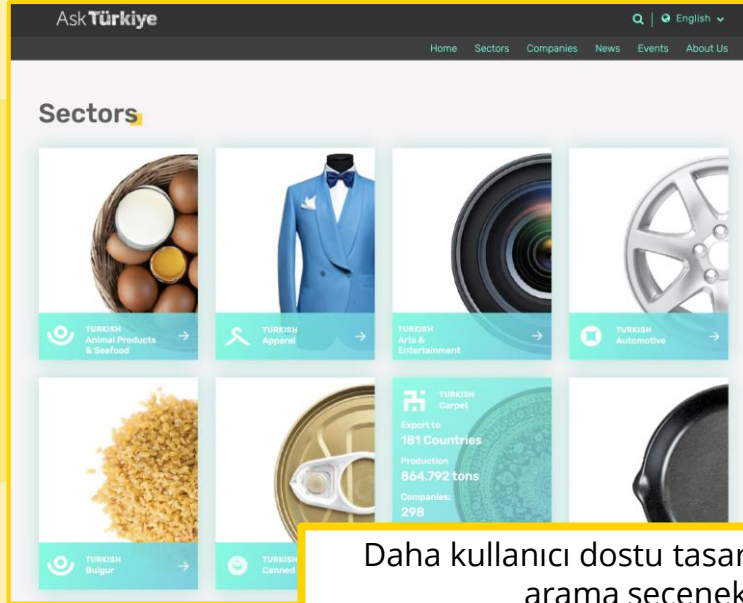 AskTürkiye
English
Home Sectors Companies News Events About Us
Sectors
TURKISH
Animal Products
& Seafood
TURKISH
Apparel
TURKISH
Arts &
Entertainment
TURKISH
Automotive
TURKISH
Bulgur
TURKISH
Canned
TURKISH
Carpet
Export to
181 Countries
Production
864.792 tons
Companies:
298
Daha kullanıcı dostu
arama